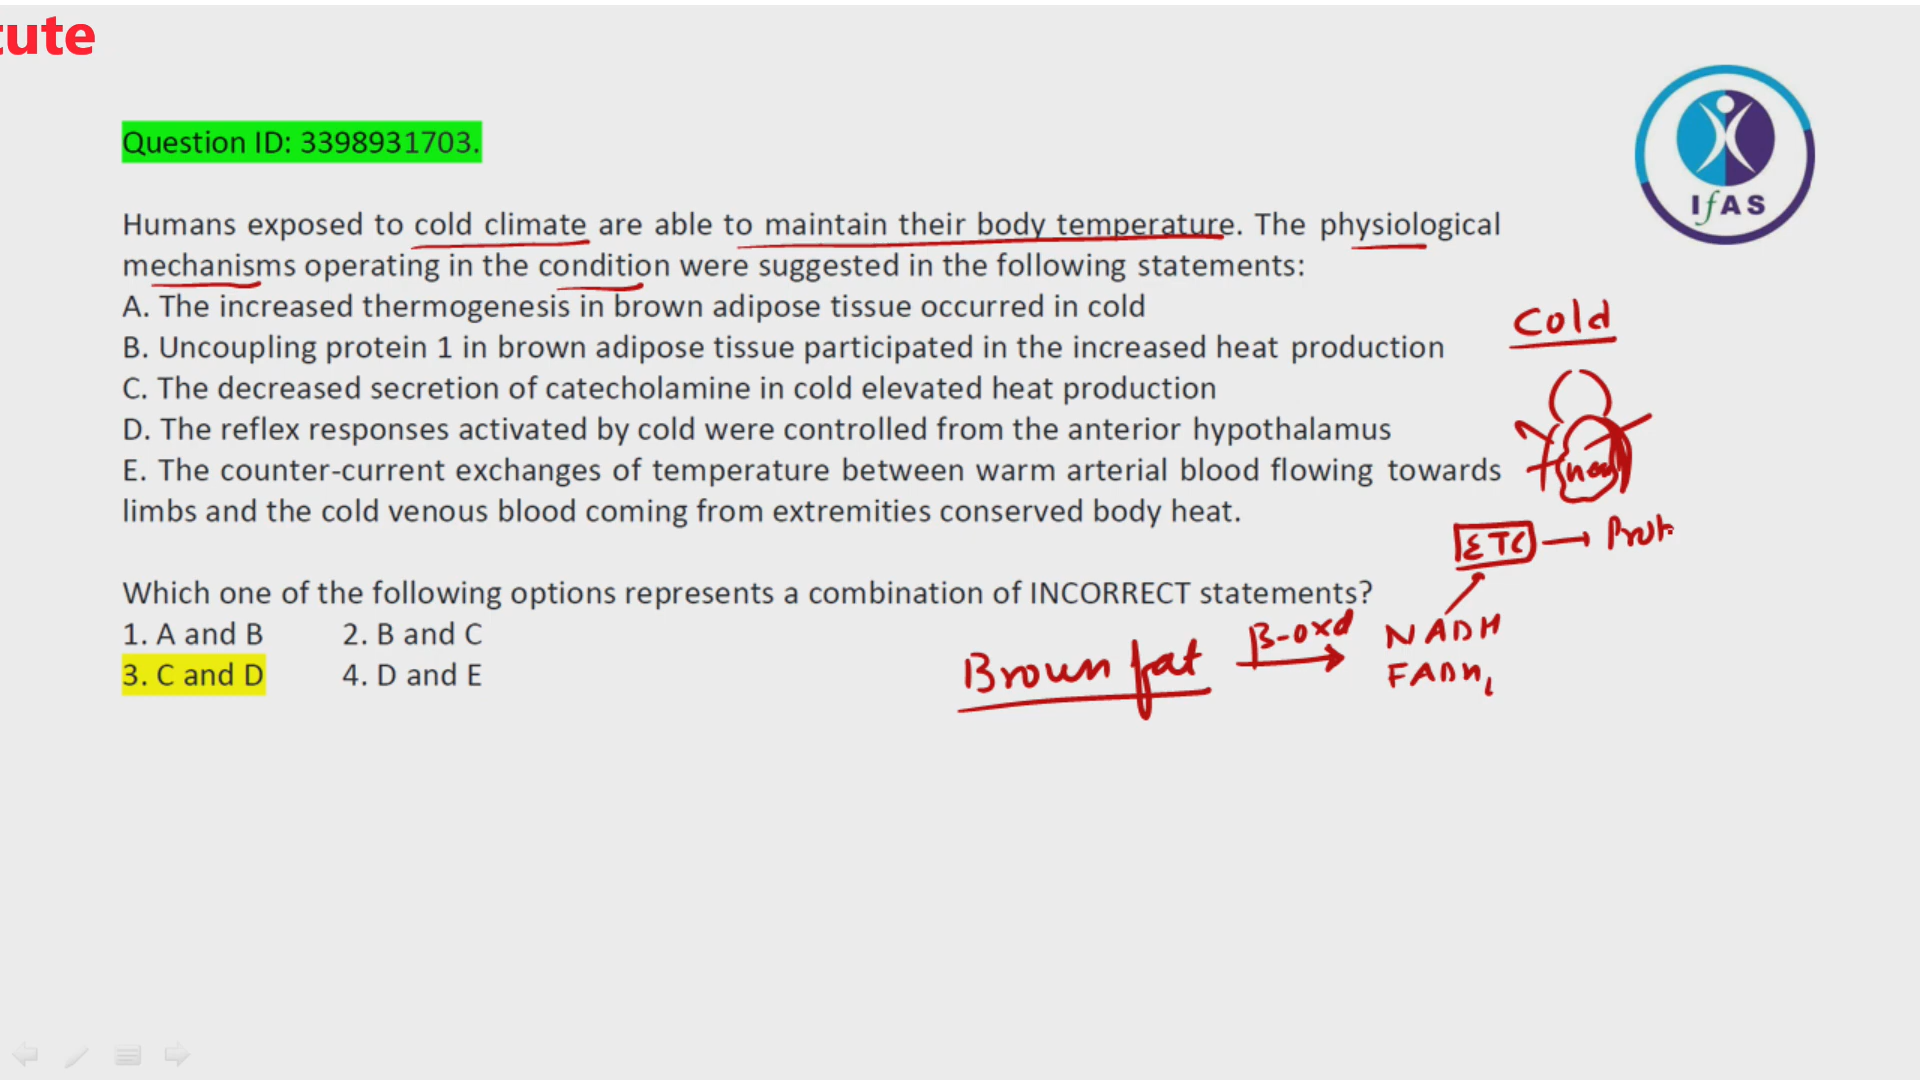 tute
IfAS
Question ID: 3398931703.
Humans exposed to cold climate are able to maintain their body temperature. The physiological
mechanisms operating in the condition were suggested in the following statements:
A. The increased thermogenesis in brown adipose tissue occurred in cold
B. Uncoupling protein 1 in brown adipose tissue participated in the increased heat production
C. The decreased secretion of catecholamine in cold elevated heat production
D. The reflex responses activated by cold were controlled from the anterior hypothalamus
E. The counter-current exchanges of temperature between warm arterial blood flowing towards
limbs and the cold venous blood coming from extremities conserved body heat.
Cold
ETC → Prot
Which one of the following options represents a combination of INCORRECT statements?
1. A and B 2. B and C
3. C and D 4. D and E
Brown fat β-oxd NADH
FADH